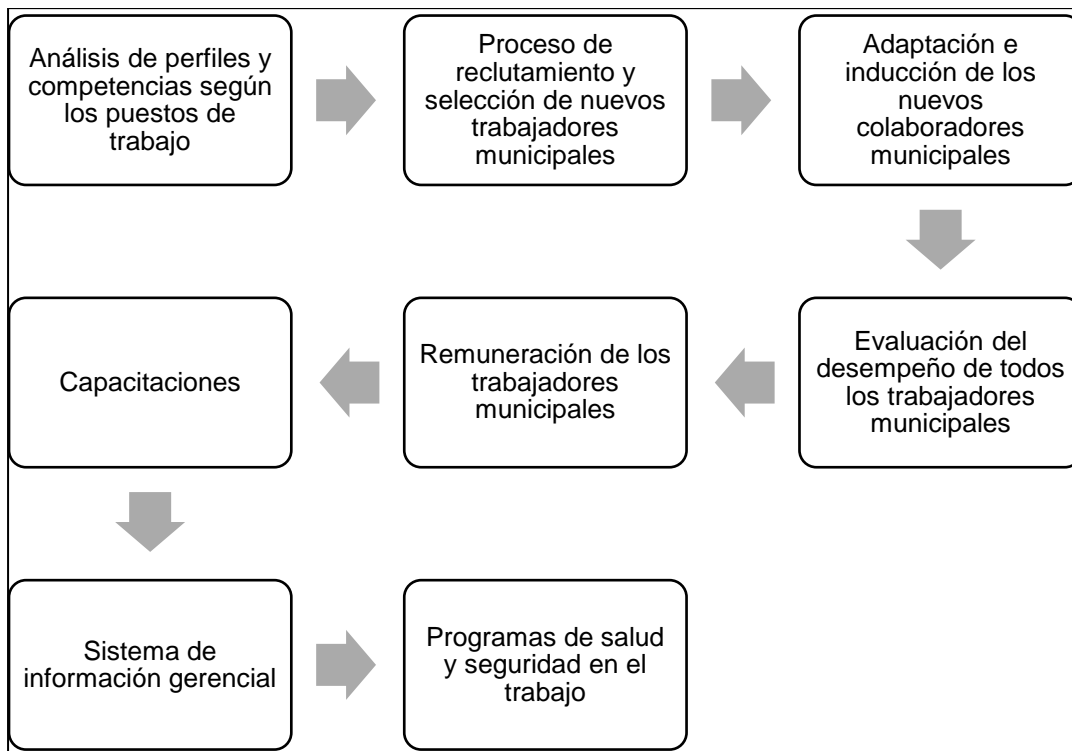 Análisis de perfiles y
competencias según
los puestos de
trabajo
Proceso de
reclutamiento y
selección de nuevos
trabajadores
municipales
Adaptación e
inducción de los
nuevos
colaboradores
municipales
Evaluación del
desempeño de todos
los trabajadores
municipales
Remuneración de los
trabajadores
municipales
Capacitaciones
Sistema de
información gerencial
Programas de salud
y seguridad en el
trabajo